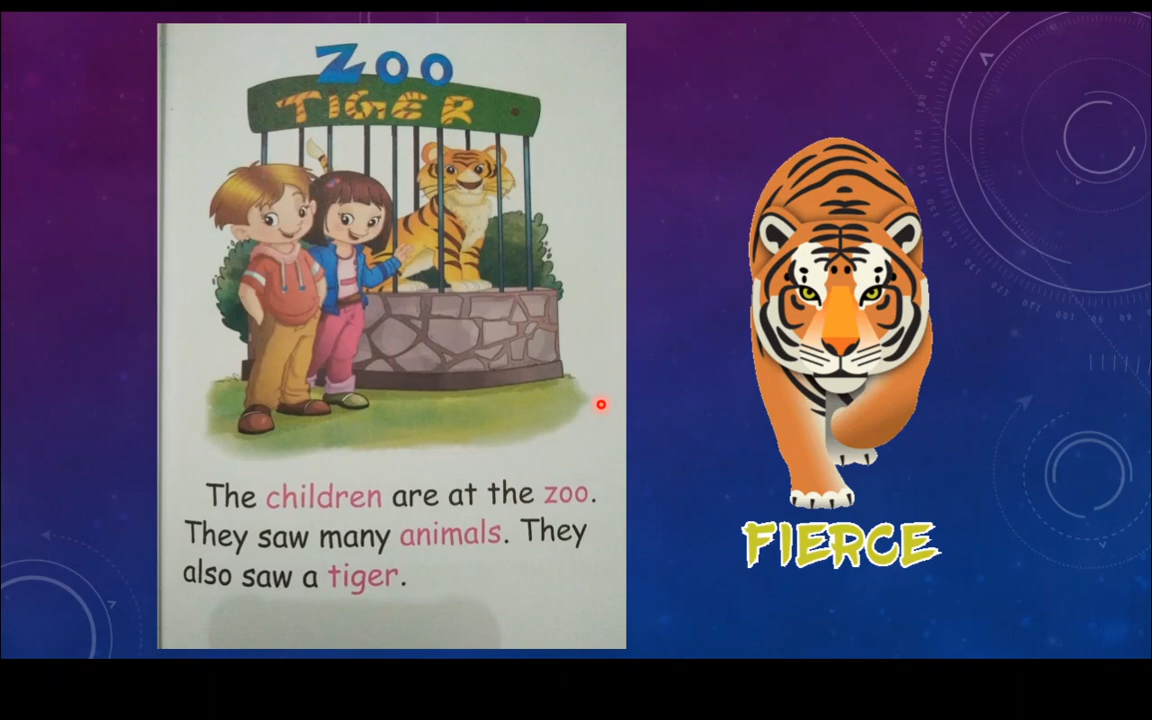 ZOO
TIGER
The children are at the zoo.
They saw many animals. They
also saw a tiger.
FIERCE